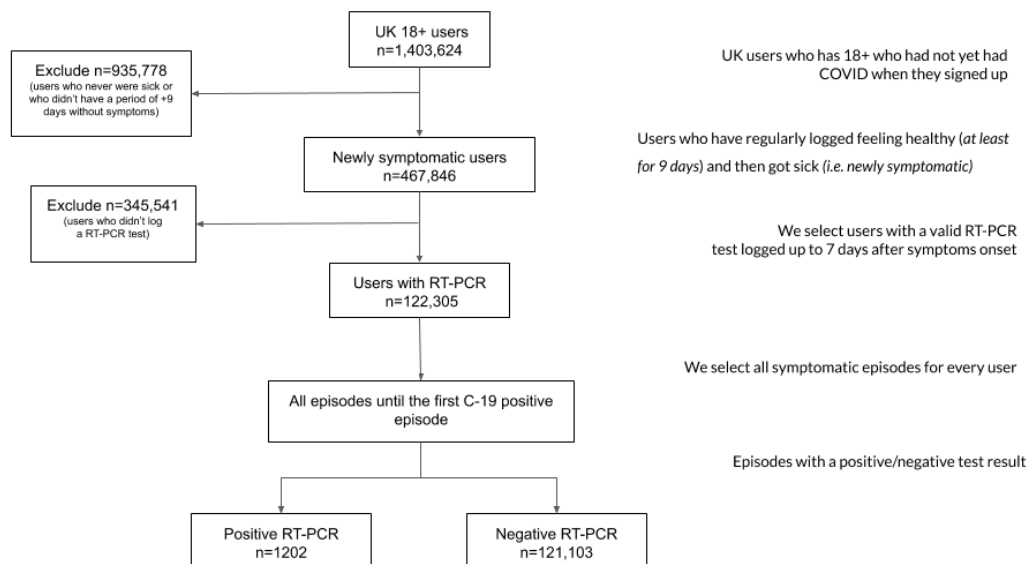 UK 18+ users
n=1,403,624
UK users who has 18+ who had not yet had
COVID when they signed up
Exclude n=935,778
(users who never were sick or
who didn't have a period of +9
days without symptoms)
Users who have regularly logged feeling healthy (at least
for 9 days) and then got sick (i.e. newly symptomatic)
Newly symptomatic users
n=467,846
Exclude n=345,541
(users who didn't log
a RT-PCR test)
We select users with a valid RT-PCR
test logged up to 7 days after symptoms onset
Users with RT-PCR
n=122,305
We select all symptomatic episodes for every user
All episodes until the first C-19 positive
episode
Episodes with a positive/negative test result
Positive RT-PCR
n=1202
Negative RT-PCR
n=121,103